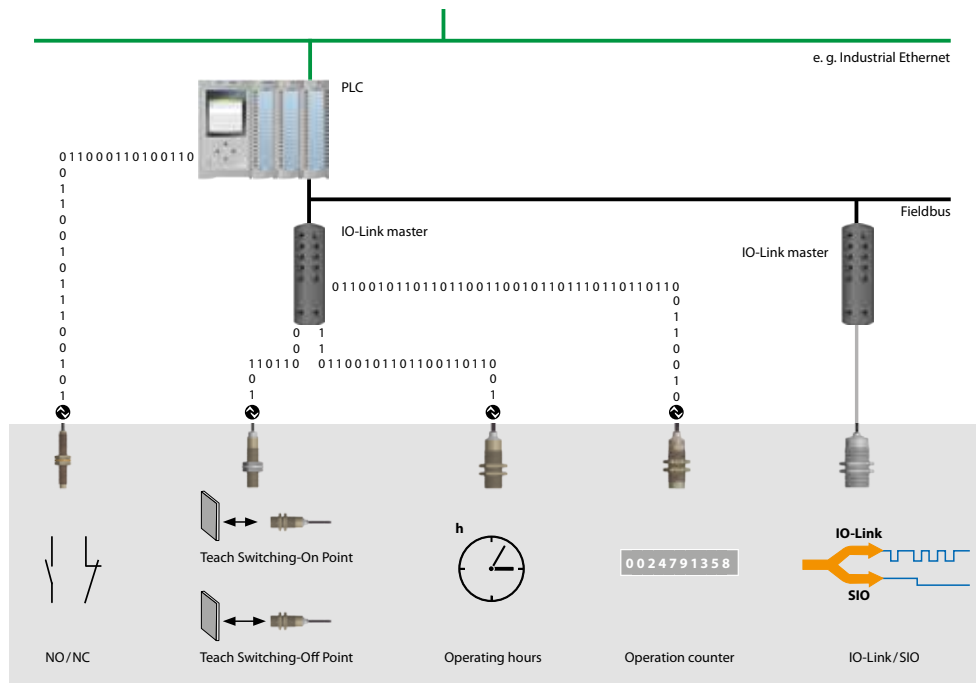 e. g. Industrial Ethernet
PLC
011000110100110
0
1
1
0
0
1
0
1
1
1
0
0
1
0
1
Fieldbus
IO-Link master
IO-Link master
011001011011011001100101101110110110110
0
1
1
0
0
1
0
0 1
0 1
110110
0
1
01100101101100110110
0
1
h
Teach Switching-On Point
0024791358
IO-Link
SIO
NO/NC
Teach Switching-Off Point
Operating hours
Operation counter
IO-Link/SIO